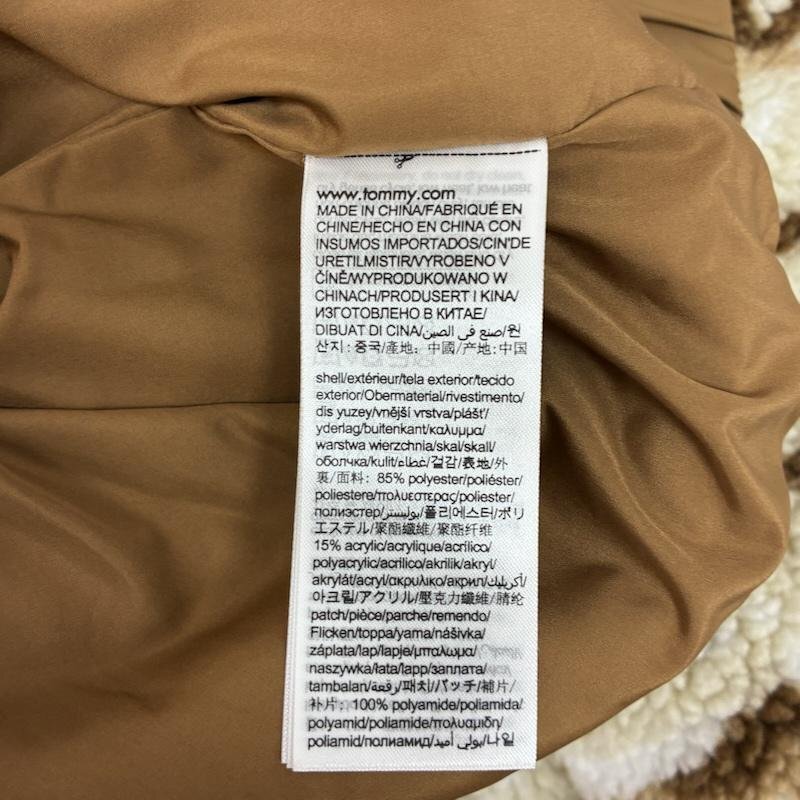 www.tommy.com
MADE IN CHINA/FABRIQUÉ EN
CHINE/HECHO EN CHINA CON
INSUMOS IMPORTADOS/CIN'DE
URETILMISTIR/VYROBENO V
ČÍNĚ/WYPRODUKOWANO W
CHINACH/PRODUSERT I KINA/
ИЗГОТОВЛЕНО В КИТАЕ/
DIBUAT DI CINA/صنع في الصين/원
산지: 중국/產地: 中國/产地: 中国
shell/extérieur/tela exterior/tecido
exterior/Obermaterial/rivestimento/
dis yuzey/vnější vrstva/plášť/
yderlag/buitenkant/καλυμμα/
warstwa wierzchnia/skal/skall/
оболчка/kulit/غطاء/겉감/表地/外
裏/面料: 85% polyester/poliéster/
poliestere/πολυεστερας/poliester/
полиэстер/بوليستر/폴리에스터/ポリ
エステル/聚酯纖維/聚酯纤维
15% acrylic/acrylique/acrílico/
polyacrylic/acrilico/akrilik/akryl/
akrylát/acryl/ακρυλικο/акрил/أكريليك/
아크릴/アクリル/壓克力纖維/腈纶
patch/pièce/parche/remendo/
Flicken/toppa/yama/nášivka/
záplata/lap/lapje/μπαλωμα/
naszywka/łata/lapp/заплата/
tambalan/رقعة/패치/パッチ/補片/
补片: 100% polyamide/poliamida/
polyamid/poliamide/πολυαμιδη/
poliamid/полиамид/بولي أميد/나일